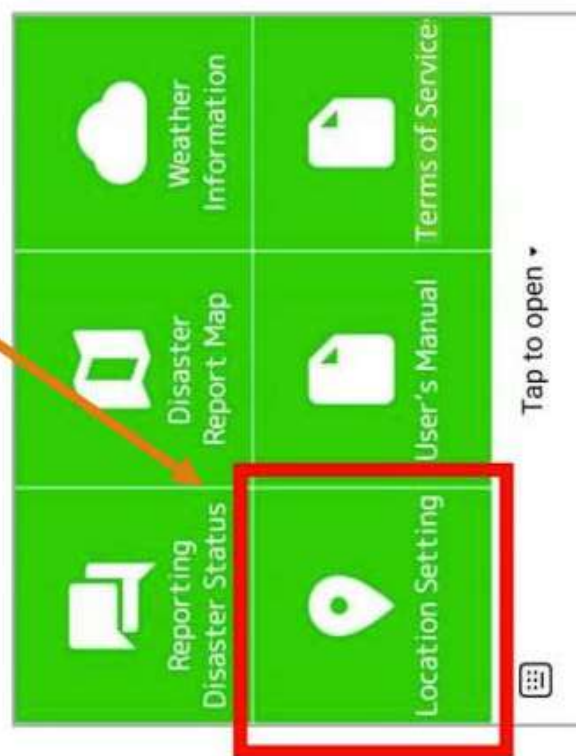 Reporting
Disaster Status
Disaster
Report Map
Weather
Information
Location Setting
User's Manual
Terms of Service
Tap to open ▾